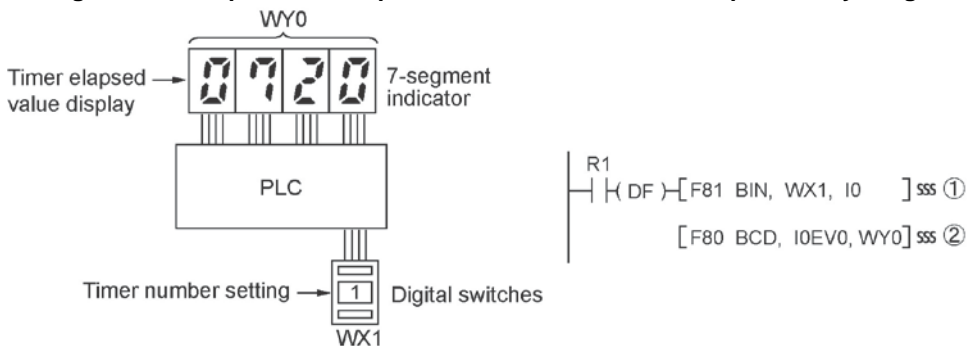 WY0
Timer elapsed
value display
0720
7-segment
indicator
PLC
Timer number setting
1
Digital switches
WX1
R1
( DF ) [F81 BIN, WX1, I0 ] sss ①
[F80 BCD, I0EV0, WY0] sss ②